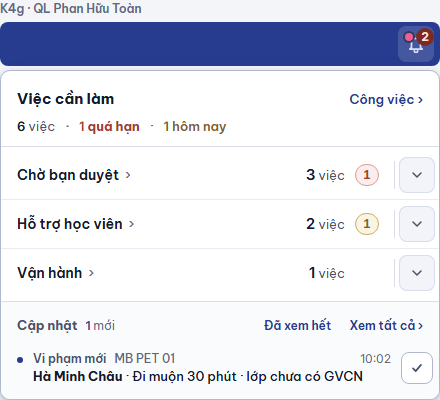 K4g · QL Phan Hữu Toàn
2
Việc cần làm
Công việc ›
6 việc · 1 quá hạn · 1 hôm nay
Chờ bạn duyệt › 3 việc 1
Hỗ trợ học viên › 2 việc 1
Vận hành › 1 việc
Cập nhật 1 mới Đã xem hết Xem tất cả ›
Vi phạm mới MB PET 01 10:02
Hà Minh Châu · Đi muộn 30 phút · lớp chưa có GVCN